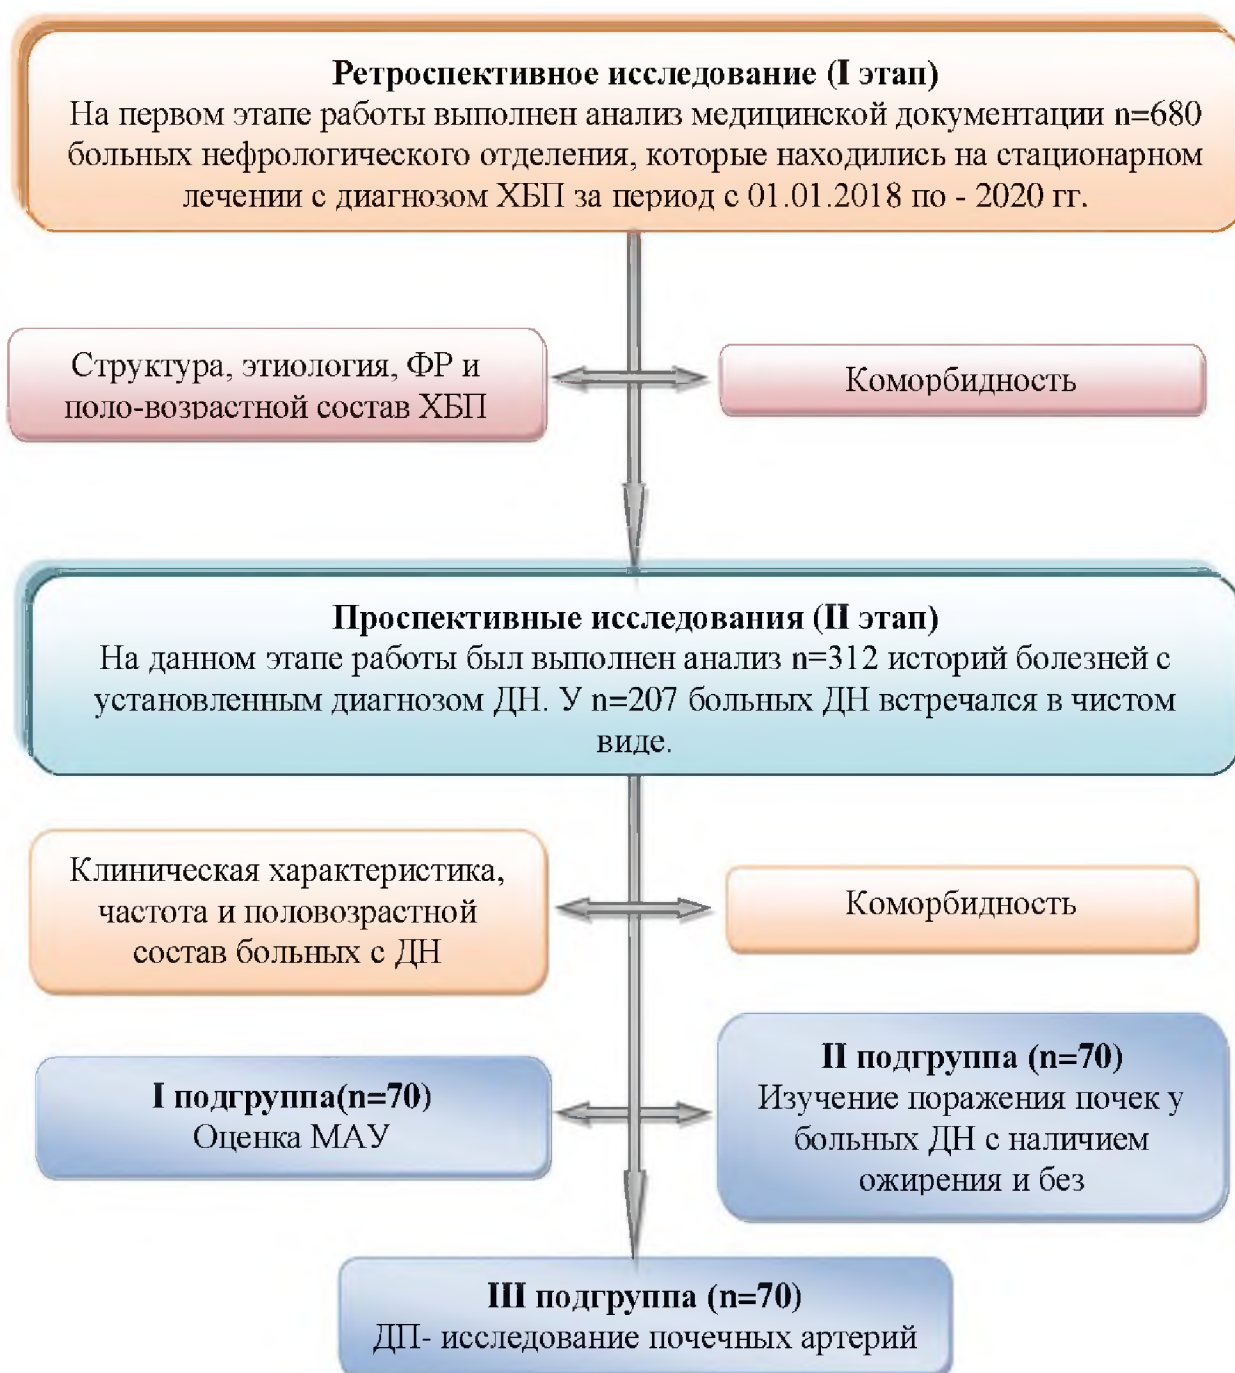 Ретроспективное исследование (I этап)
На первом этапе работы выполнен анализ медицинской документации n=680
больных нефрологического отделения, которые находились на стационарном
лечении с диагнозом ХБП за период с 01.01.2018 по - 2020 гг.
Структура, этиология, ФР и
поло-возрастной состав ХБП
Коморбидность
Проспективные исследования (II этап)
На данном этапе работы был выполнен анализ n=312 историй болезней с
установленным диагнозом ДН. У n=207 больных ДН встречался в чистом
виде.
Клиническая характеристика,
частота и половозрастной
состав больных с ДН
Коморбидность
I подгруппа(n=70)
Оценка МАУ
II подгруппа (n=70)
Изучение поражения почек у
больных ДН с наличием
ожирения и без
III подгруппа (n=70)
ДП- исследование почечных артерий